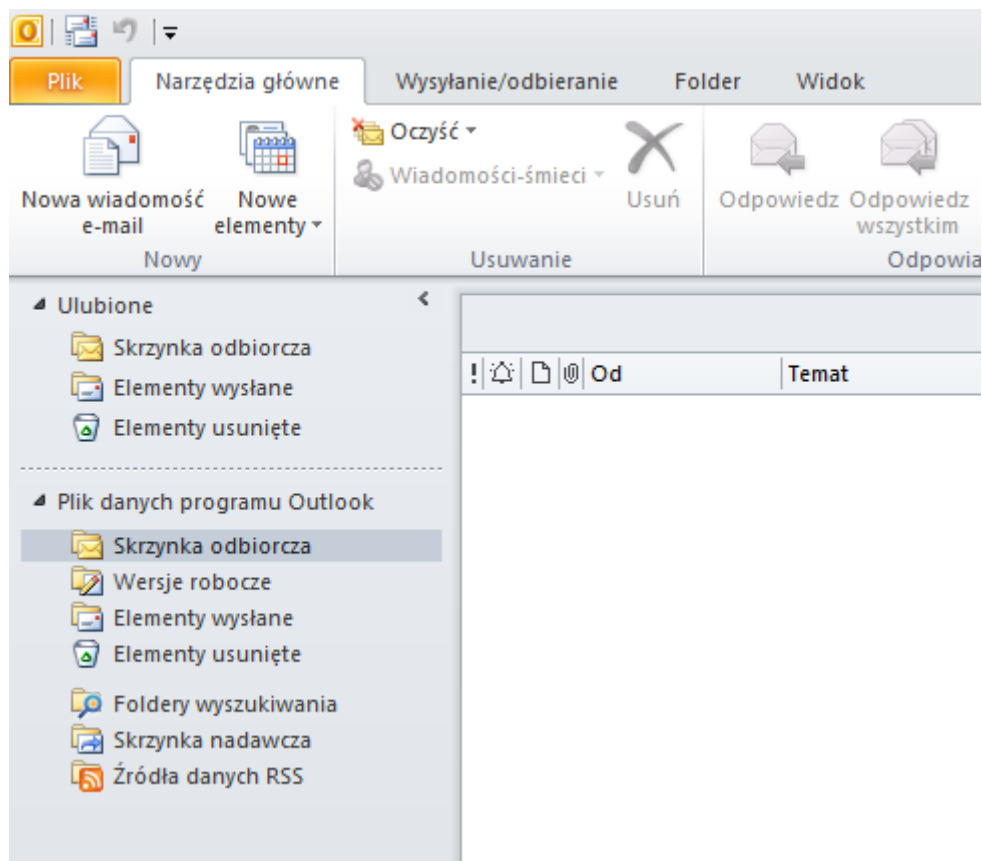 Plik Narzędzia główne Wysyłanie/odbieranie Folder Widok
Nowa wiadomość
e-mail
Nowe
elementy
Nowy
Oczyść
Wiadomości-śmieci
Usuń
Usuwanie
Odpowiedz
Odpowiedz
wszystkim
Odpowia
Ulubione
Skrzynka odbiorcza
Elementy wysłane
Elementy usunięte
Plik danych programu Outlook
Skrzynka odbiorcza
Wersje robocze
Elementy wysłane
Elementy usunięte
Foldery wyszukiwania
Skrzynka nadawcza
Źródła danych RSS
Od Temat